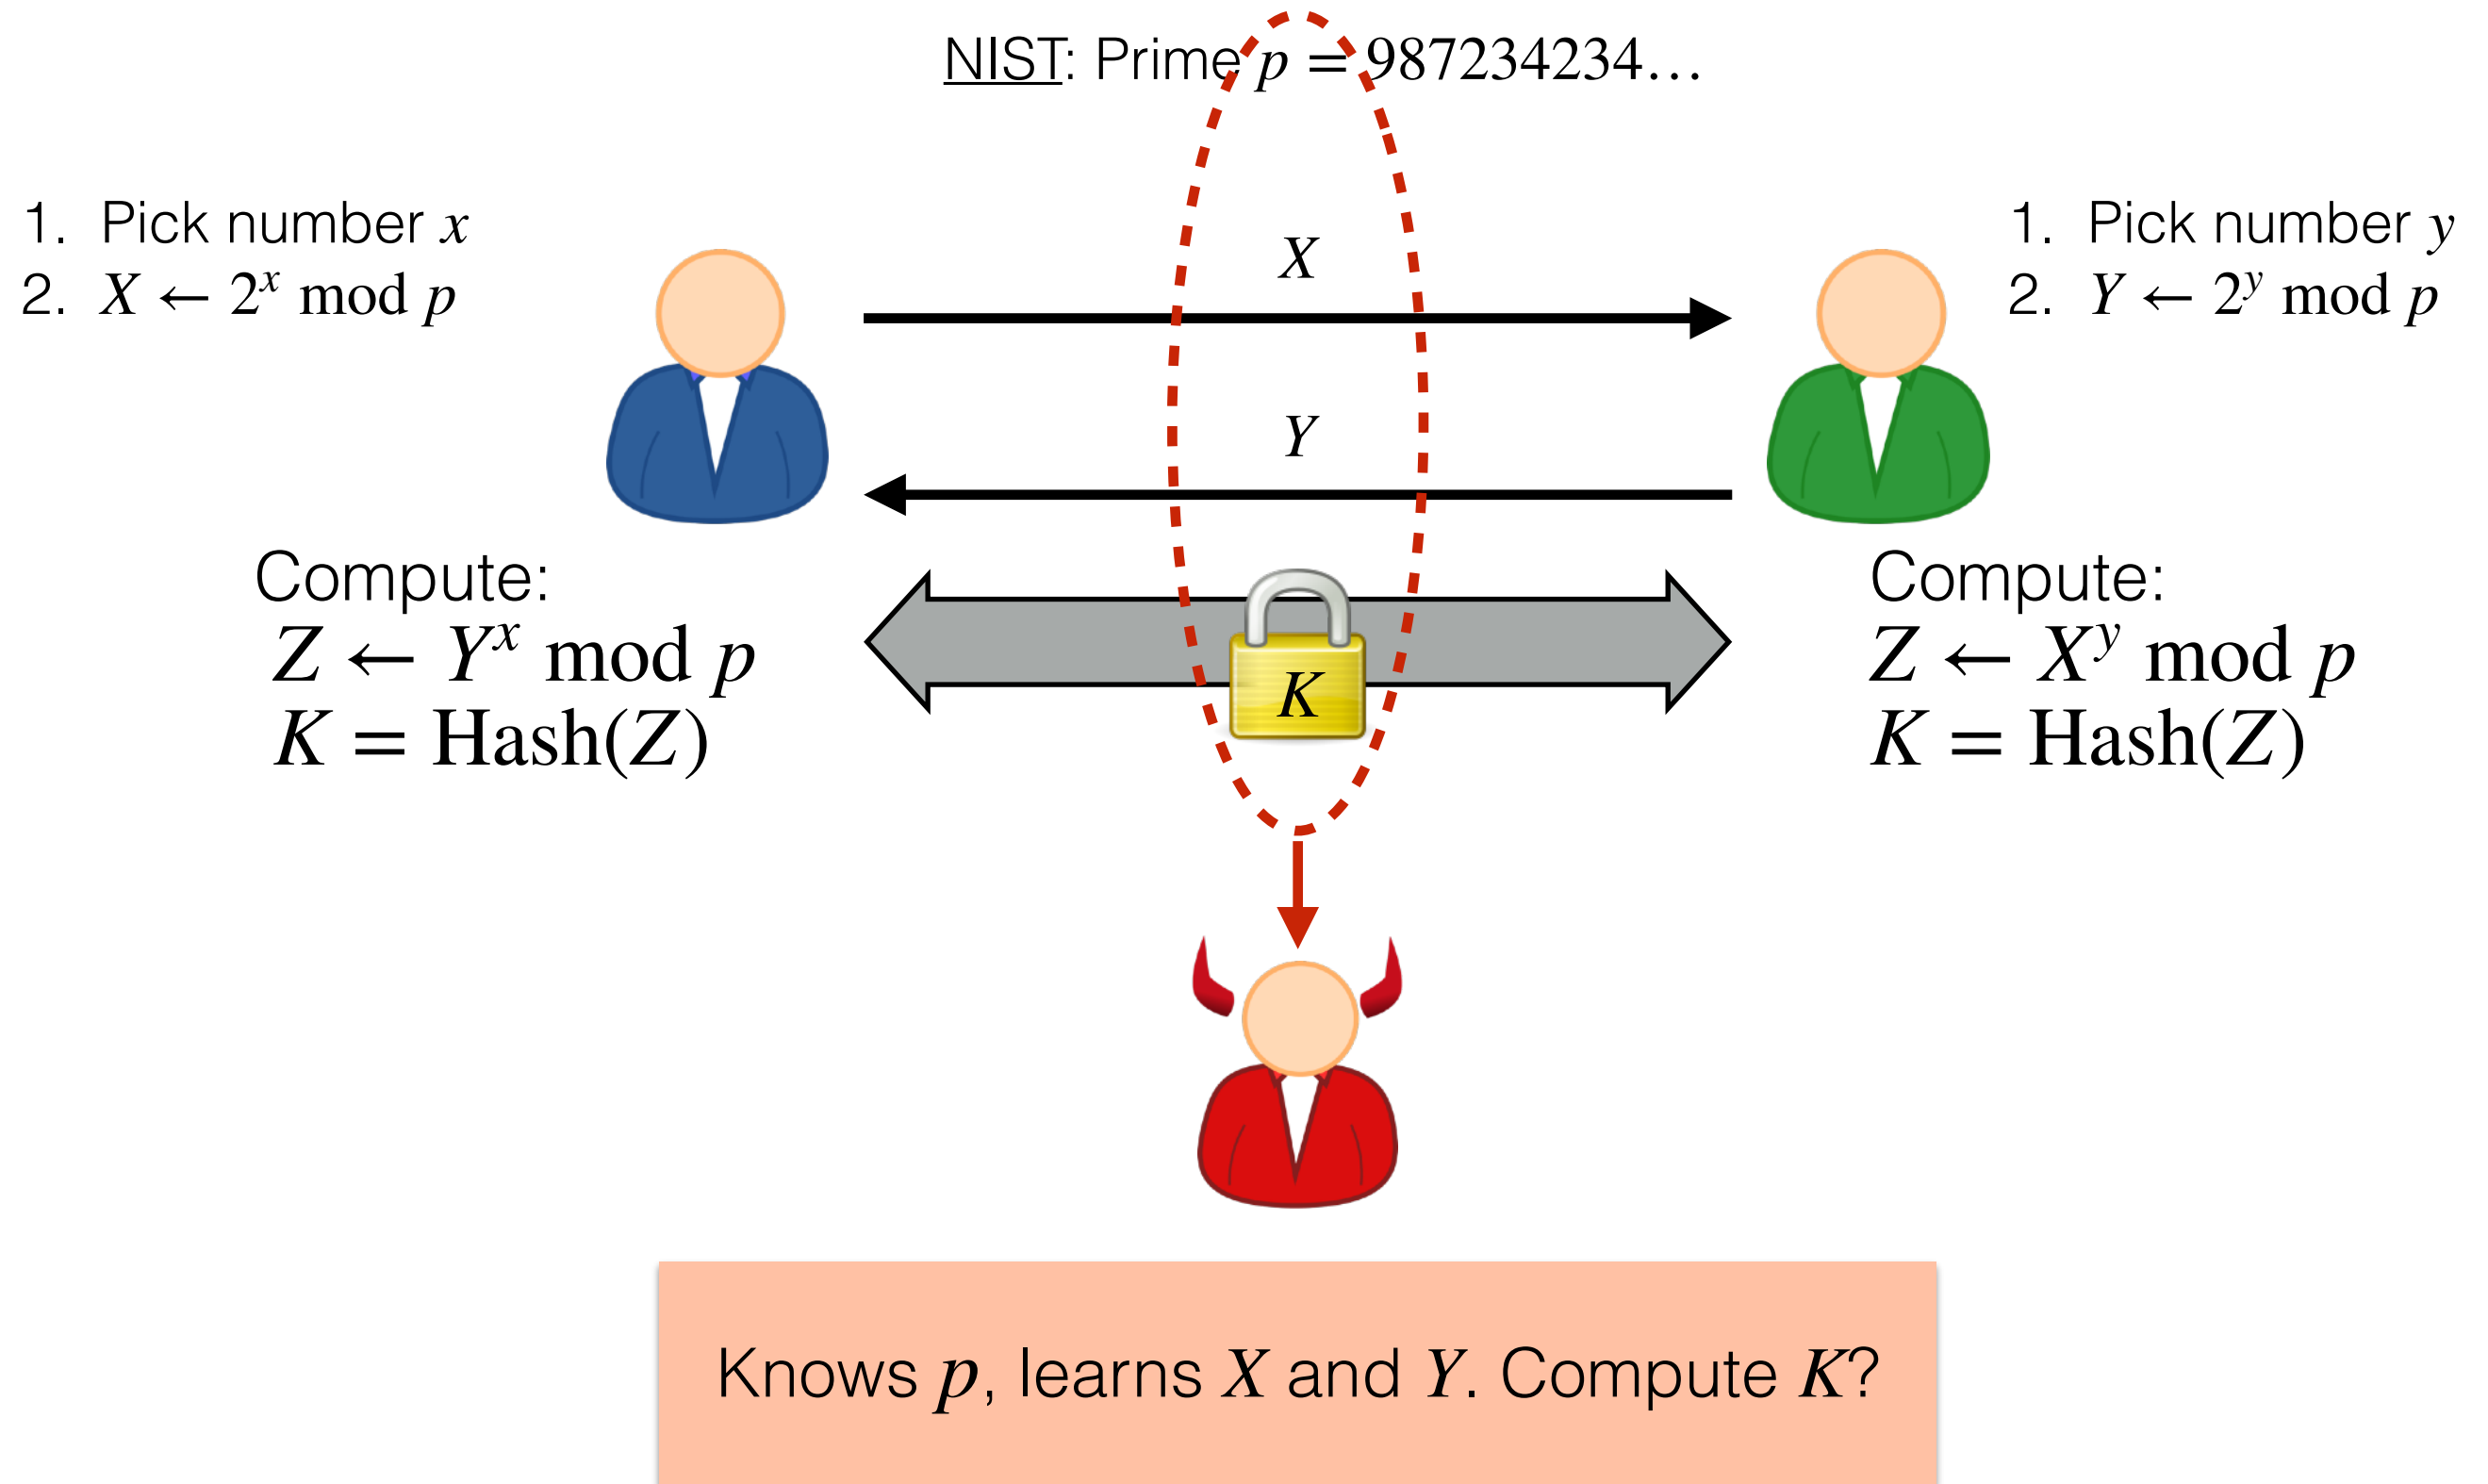 NIST: Prime p = 987234234…
1. Pick number x
2. X ← 2^x mod p
1. Pick number y
2. Y ← 2^y mod p
X
Y
Compute:
Z ← Y^x mod p
K = Hash(Z)
K
Compute:
Z ← X^y mod p
K = Hash(Z)
Knows p, learns X and Y. Compute K?